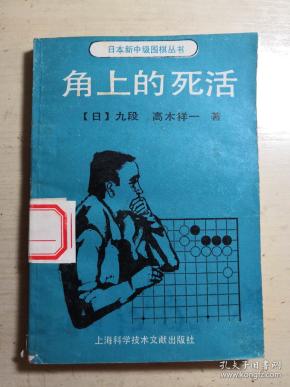 日本新中级围棋丛书
角上的死活
【日】九段 高木祥一 著
上海科学技术文献出版社